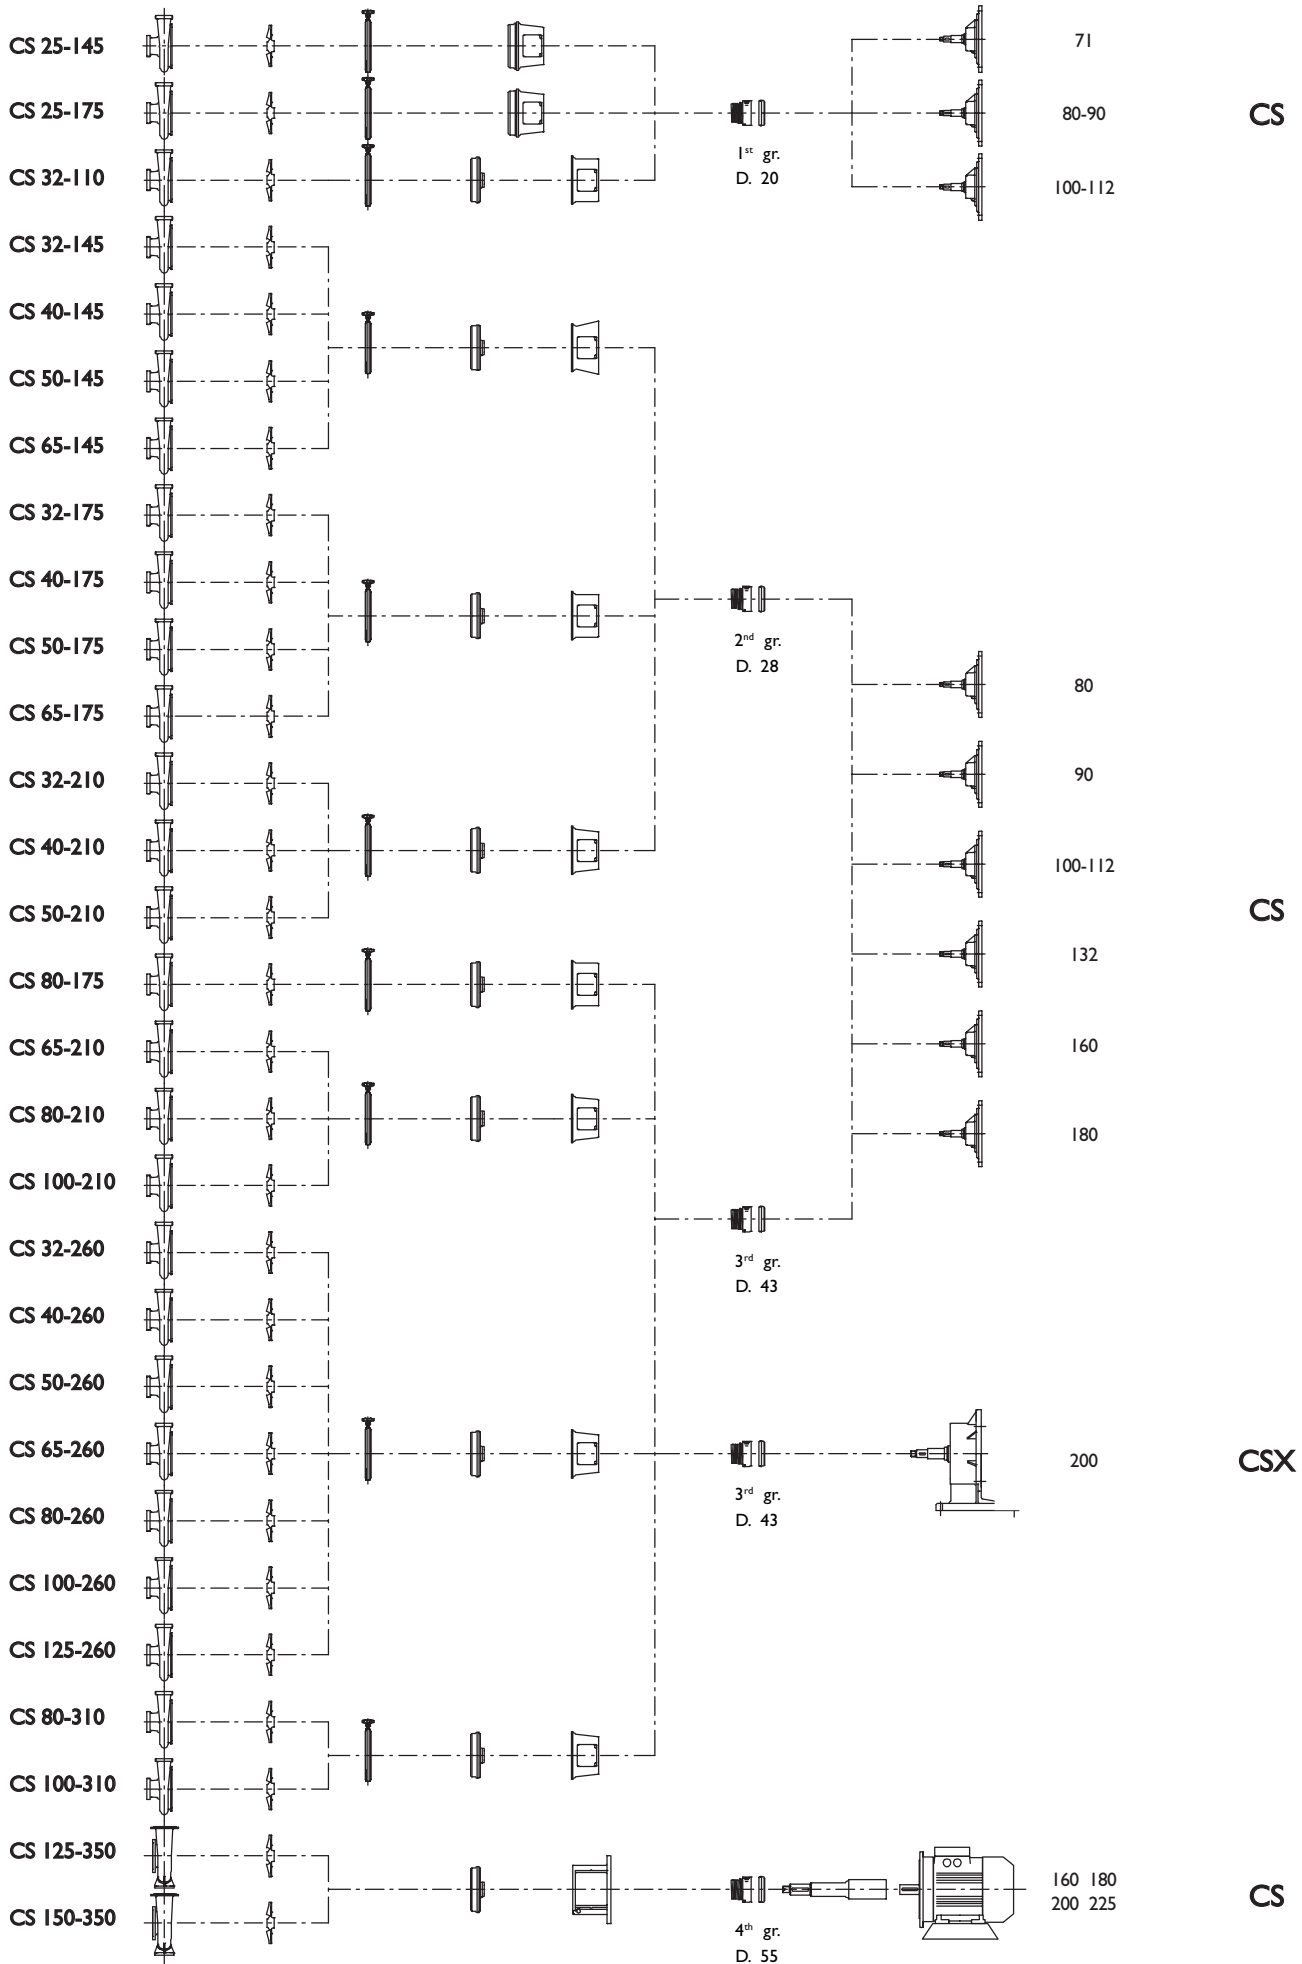 CS 25-145
71
CS 25-175
80-90
CS
1st gr.
D. 20
CS 32-110
100-112
CS 32-145
CS 40-145
CS 50-145
CS 65-145
CS 32-175
CS 40-175
CS 50-175
2nd gr.
D. 28
80
CS 65-175
CS 32-210
90
CS 40-210
100-112
CS 50-210
CS
132
CS 80-175
CS 65-210
160
CS 80-210
180
CS 100-210
CS 32-260
3rd gr.
D. 43
CS 40-260
CS 50-260
CS 65-260
200
CSX
3rd gr.
D. 43
CS 80-260
CS 100-260
CS 125-260
CS 80-310
CS 100-310
CS 125-350
160 180
200 225
CS
CS 150-350
4th gr.
D. 55